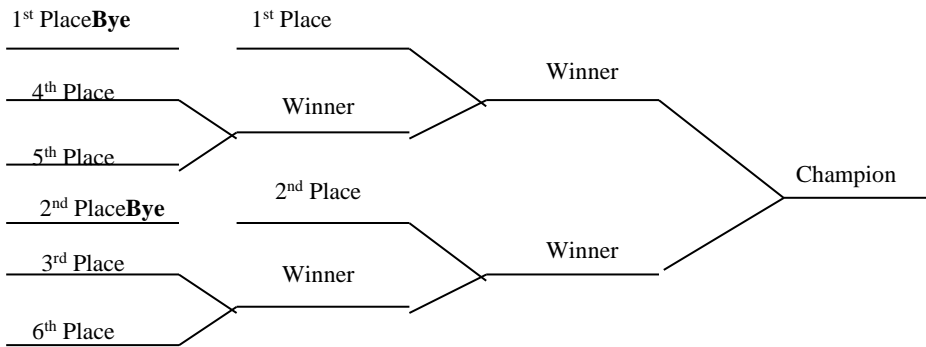 1st PlaceBye
1st Place
Winner
4th Place
Winner
5th Place
Champion
2nd Place
2nd PlaceBye
Winner
3rd Place
Winner
6th Place